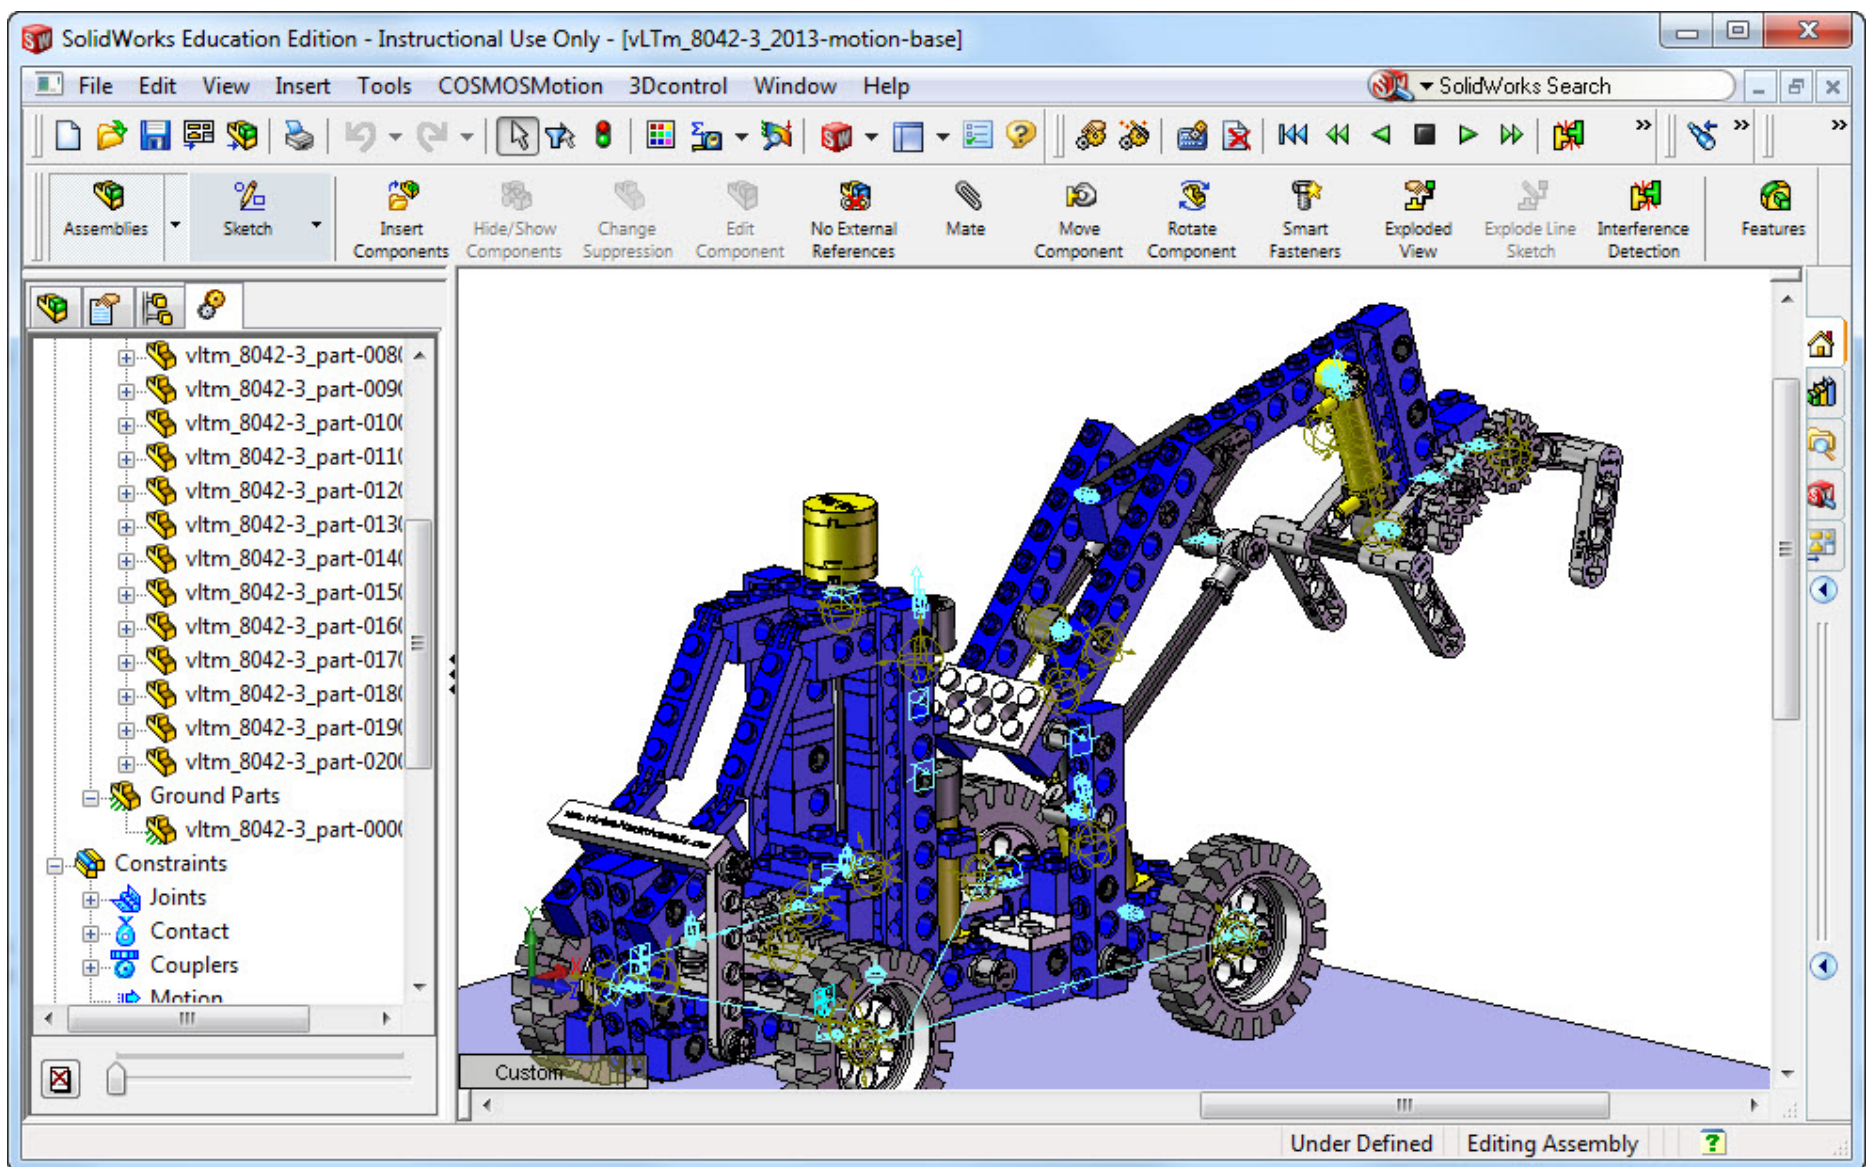 SolidWorks Education Edition - Instructional Use Only - [vLTm_8042-3_2013-motion-base]
File Edit View Insert Tools COSMOSMotion 3Dcontrol Window Help SolidWorks Search
Assemblies
Sketch
Insert Components
Hide/Show Components
Change Suppression
Edit Component
No External References
Mate
Move Component
Rotate Component
Smart Fasteners
Exploded View
Explode Line Sketch
Interference Detection
Features
vltm_8042-3_part-008(
vltm_8042-3_part-009(
vltm_8042-3_part-010(
vltm_8042-3_part-011(
vltm_8042-3_part-012(
vltm_8042-3_part-013(
vltm_8042-3_part-014(
vltm_8042-3_part-015(
vltm_8042-3_part-016(
vltm_8042-3_part-017(
vltm_8042-3_part-018(
vltm_8042-3_part-019(
vltm_8042-3_part-020(
Ground Parts
vltm_8042-3_part-000(
Constraints
Joints
Contact
Couplers
Motion
Custom
Under Defined Editing Assembly